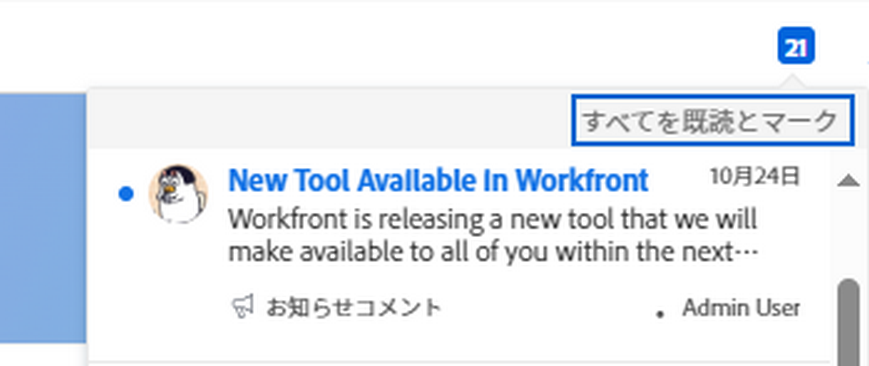 21
すべてを既読とマーク
New Tool Available In Workfront 10月24日
Workfront is releasing a new tool that we will
make available to all of you within the next…
お知らせコメント • Admin User